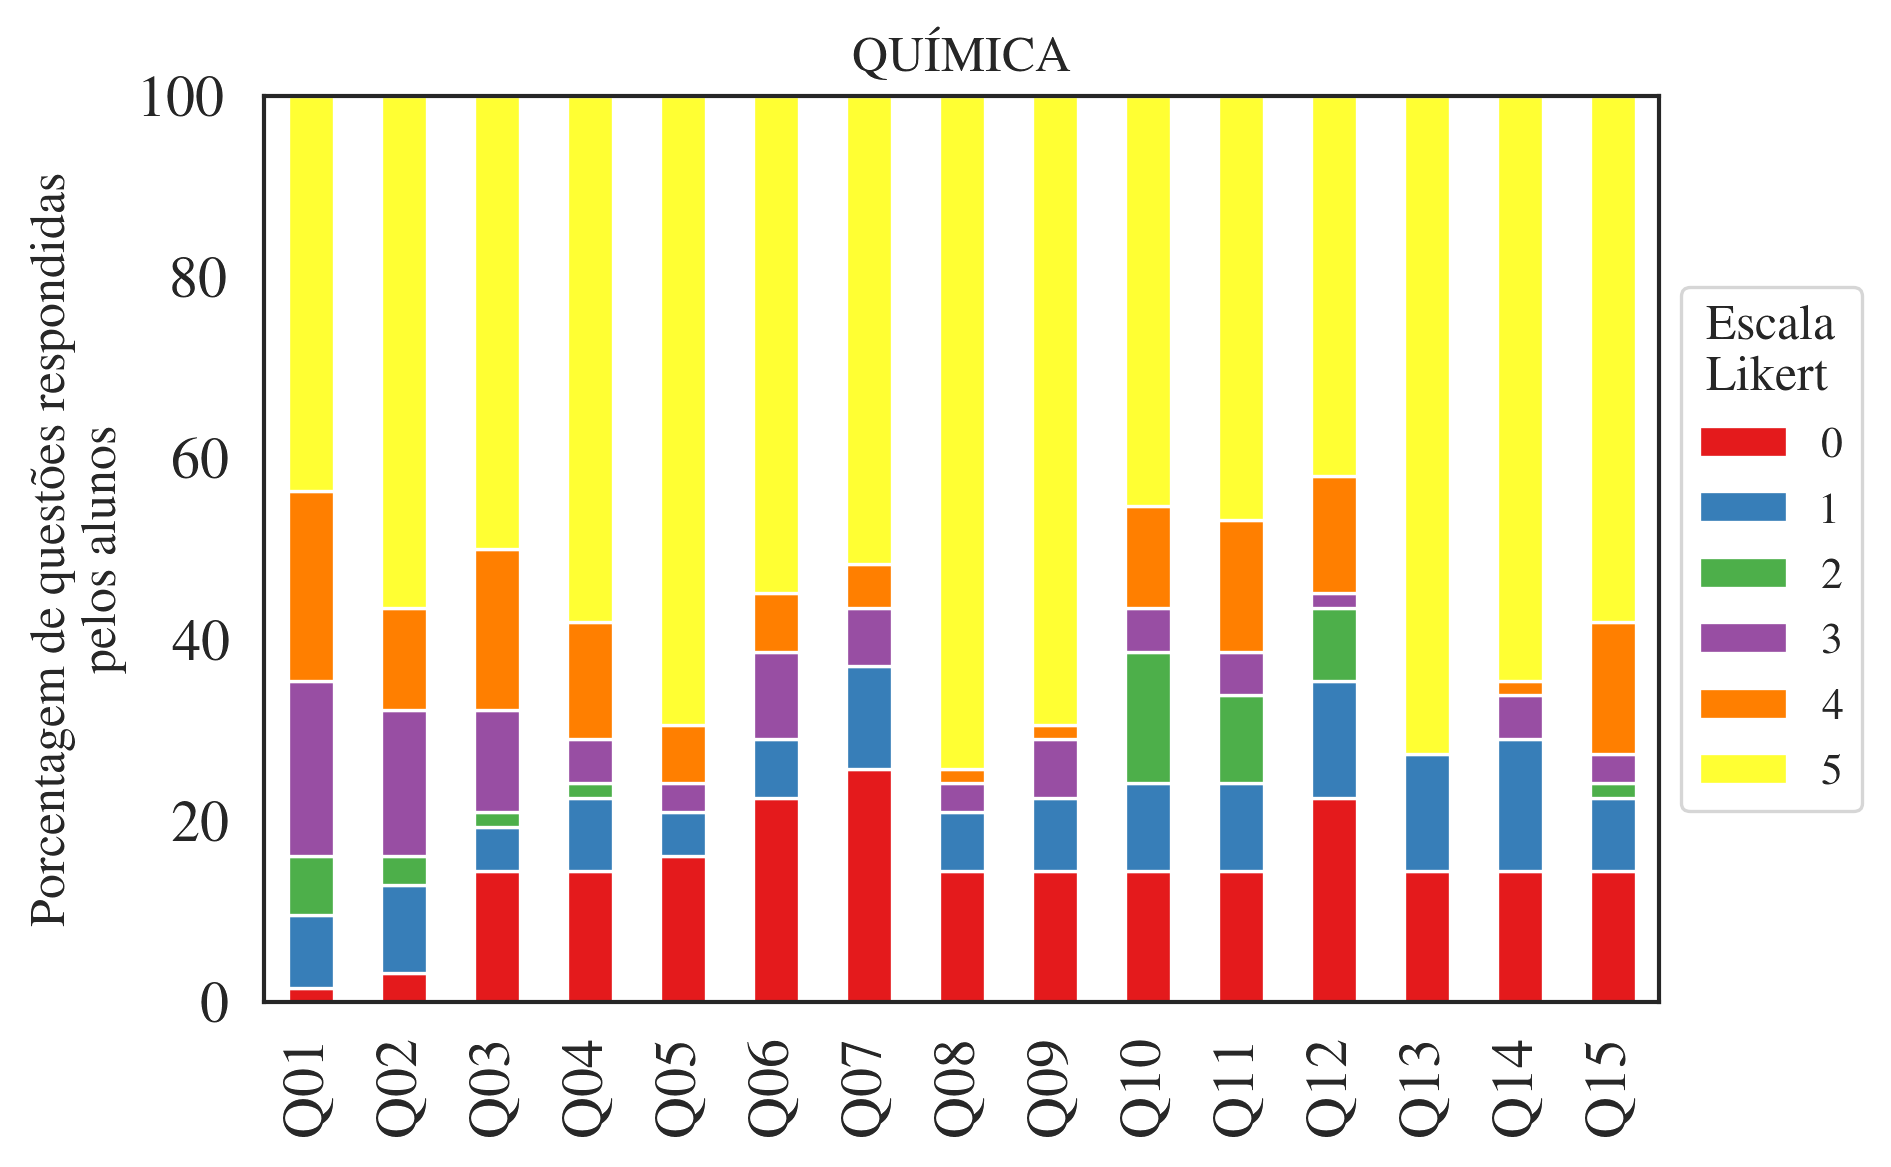 QUÍMICA
Porcentagem de questões respondidas
pelos alunos
100
80
60
40
20
0
Q01
Q02
Q03
Q04
Q05
Q06
Q07
Q08
Q09
Q10
Q11
Q12
Q13
Q14
Q15
Escala
Likert
0
1
2
3
4
5